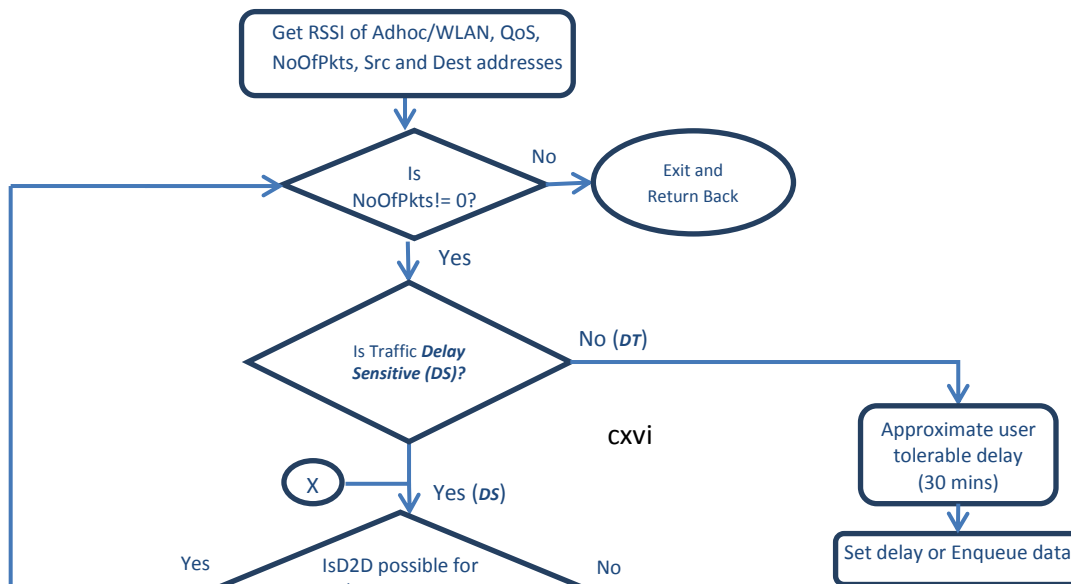 Get RSSI of Adhoc/WLAN, QoS,
NoOfPkts, Src and Dest addresses
Is
NoOfPkts!= 0?
No
Exit and
Return Back
Yes
Is Traffic Delay
Sensitive (DS)?
No (DT)
cxvi
Approximate user
tolerable delay
(30 mins)
X
Yes (DS)
Set delay or Enqueue data
Yes
IsD2D possible for
No